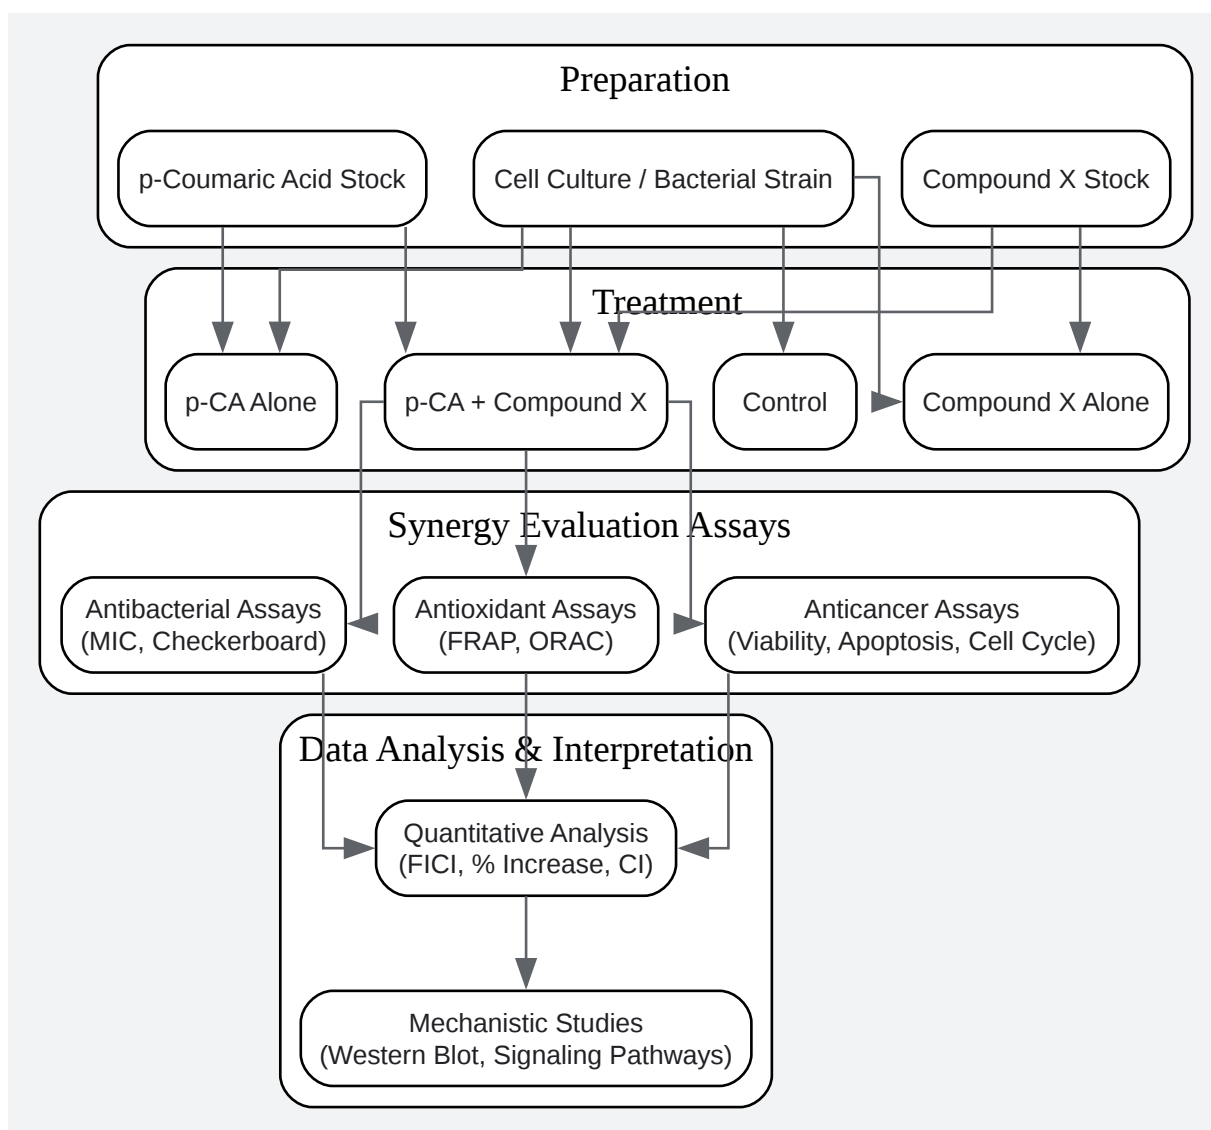 Preparation
p-Coumaric Acid Stock
Cell Culture / Bacterial Strain
Compound X Stock
Treatment
p-CA Alone
p-CA + Compound X
Control
Compound X Alone
Synergy Evaluation Assays
Antibacterial Assays
(MIC, Checkerboard)
Antioxidant Assays
(FRAP, ORAC)
Anticancer Assays
(Viability, Apoptosis, Cell Cycle)
Data Analysis & Interpretation
Quantitative Analysis
(FICI, % Increase, CI)
Mechanistic Studies
(Western Blot, Signaling Pathways)